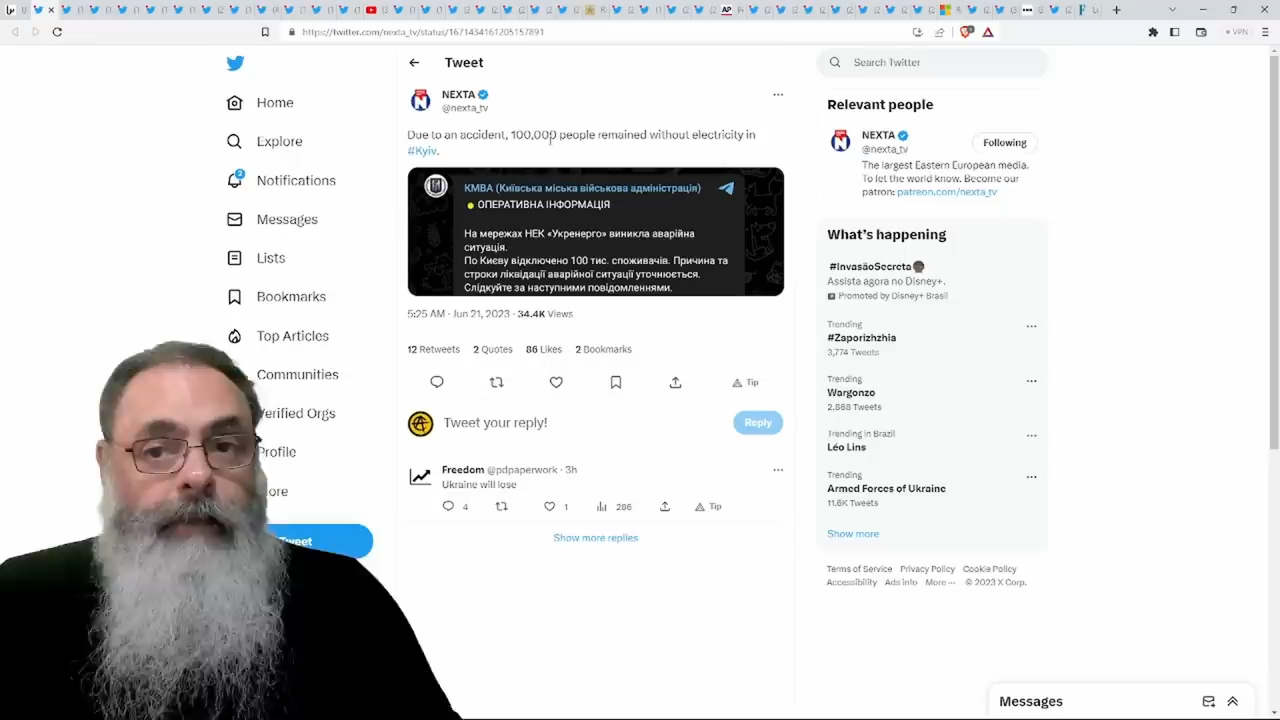 https://twitter.com/nexta_tv/status/1671434161205157891
VPN
Home
Explore
2
Notifications
Messages
Lists
Bookmarks
Top Articles
Communities
Verified Orgs
Profile
ore
Tweet
Tweet
NEXTA
@nexta_tv
Due to an accident, 100,000 people remained without electricity in
#Kyiv.
КМВА (Київська міська військова адміністрація)
ОПЕРАТИВНА ІНФОРМАЦІЯ
На мережах НЕК «Укренерго» виникла аварійна
ситуація.
По Києву відключено 100 тис. споживачів. Причина та
строки ліквідації аварійної ситуації уточнюється.
Слідкуйте за наступними повідомленнями.
5:25 AM · Jun 21, 2023 · 34.4K Views
12 Retweets 2 Quotes 86 Likes 2 Bookmarks
Tip
Tweet your reply!
Reply
Freedom @pdpaperwork · 3h
Ukraine will lose
4 1 286 Tip
Show more replies
Search Twitter
Relevant people
NEXTA
@nexta_tv
Following
The largest Eastern European media.
To let the world know. Become our
patron: patreon.com/nexta_tv
What's happening
#InvasãoSecreta
Assista agora no Disney+.
Promoted by Disney+ Brasil
Trending
#Zaporizhzhia
3,774 Tweets
Trending
Wargonzo
2,868 Tweets
Trending in Brazil
Léo Lins
Trending
Armed Forces of Ukraine
11.6K Tweets
Show more
Terms of Service Privacy Policy Cookie Policy
Accessibility Ads info More ··· © 2023 X Corp.
Messages